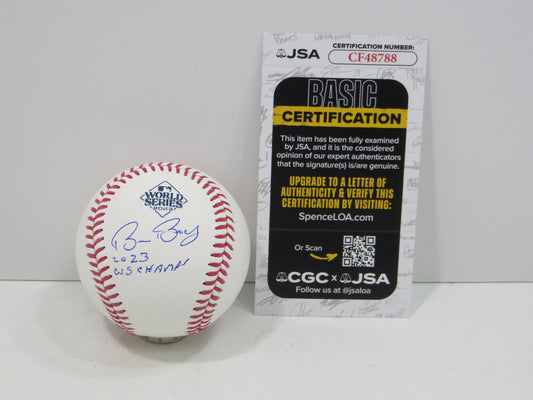 WORLD
SERIES
2023
2023
WS CHAMPS
JSA
CERTIFICATION NUMBER:
CF48788
BASIC
CERTIFICATION
This item has been fully examined
by JSA, and it is the considered
opinion of our expert authenticators
that the signature(s) is/are genuine.
UPGRADE TO A LETTER OF
AUTHENTICITY & VERIFY THIS
CERTIFICATION BY VISITING:
SpenceLOA.com
Or Scan
CGC x JSA
Follow us at @jsaloa